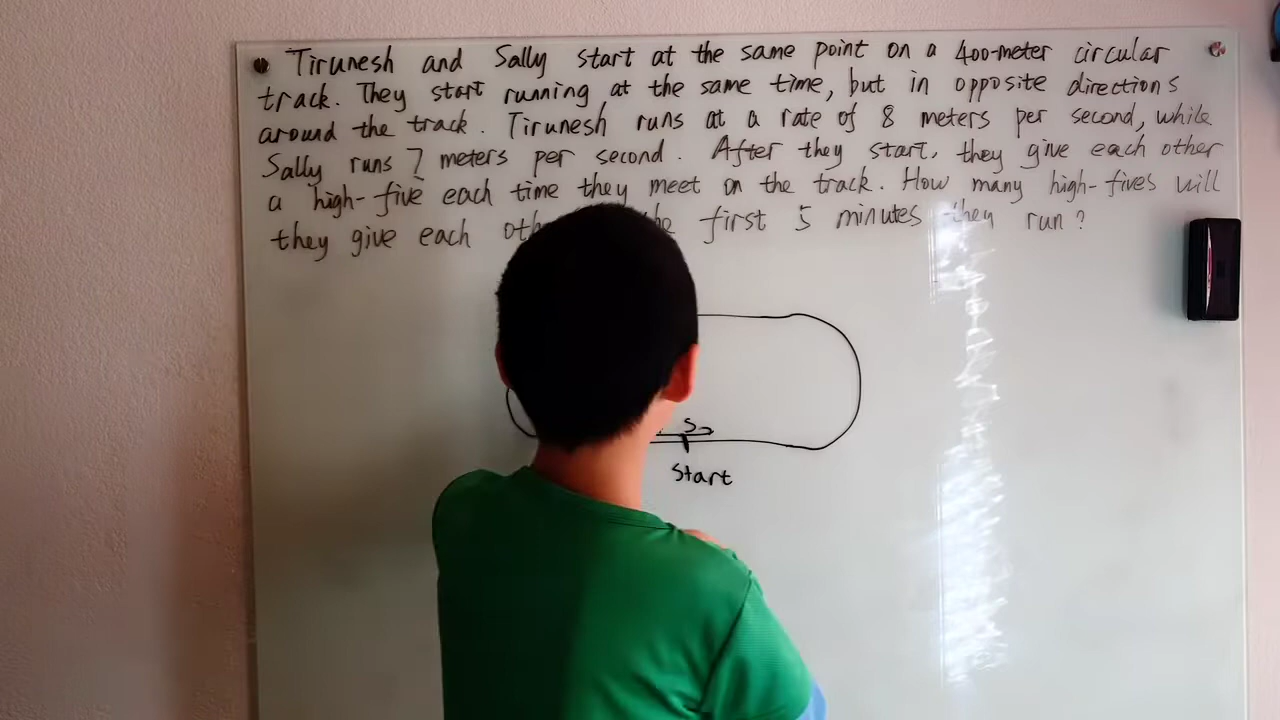 Tirunesh and Sally start at the same point on a 400-meter circular
track. They start running at the same time, but in opposite directions
around the track. Tirunesh runs at a rate of 8 meters per second, while
Sally runs 7 meters per second. After they start, they give each other
a high-five each time they meet on the track. How many high-fives will
they give each first 5 minutes they run?
S
Start